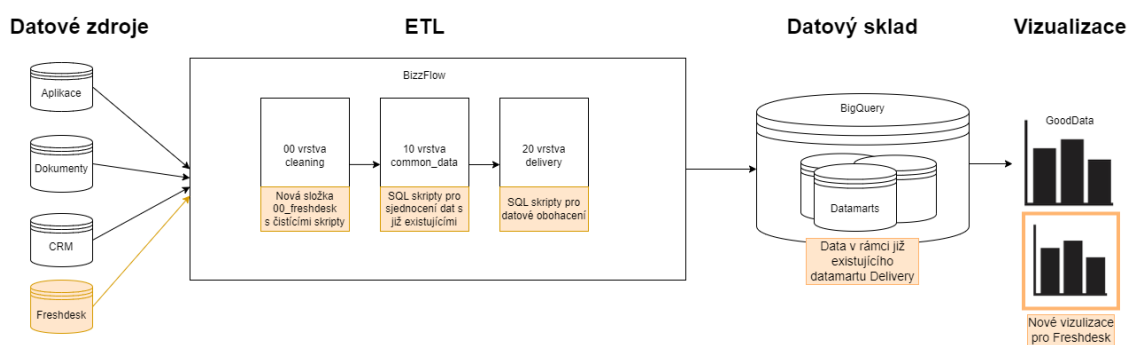 Datové zdroje
ETL
Datový sklad
Vizualizace
Aplikace
Dokumenty
CRM
Freshdesk
BizzFlow
00 vrstva
cleaning
Nová složka
00_freshdesk
s čistícími skripty
10 vrstva
common_data
SQL skripty pro
sjednocení dat s
již existujícími
20 vrstva
delivery
SQL skripty pro
datové obohacení
BigQuery
Datamarts
Data v rámci již
existujícího
datamartu Delivery
GoodData
Nové vizulizace
pro Freshdesk